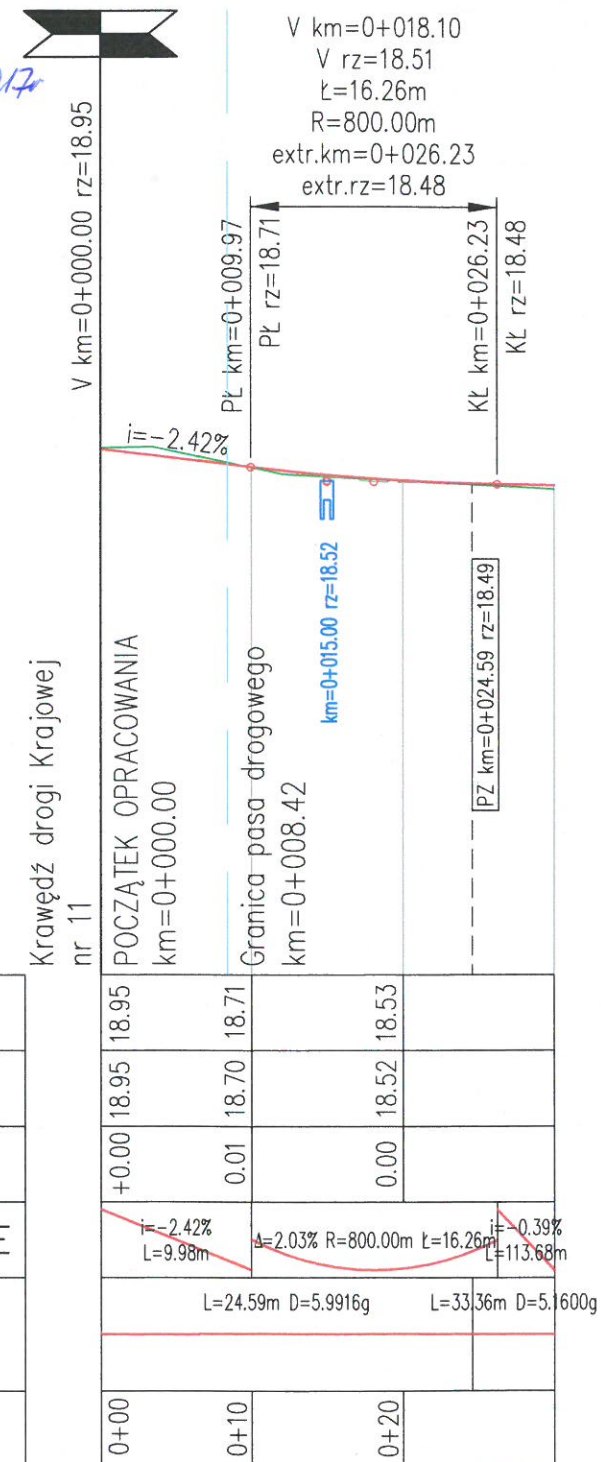 V km=0+018.10
V rz=18.51
Ł=16.26m
R=800.00m
extr.km=0+026.23
extr.rz=18.48
V km=0+000.00 rz=18.95
PŁ km=0+009.97
PŁ rz=18.71
KŁ km=0+026.23
KŁ rz=18.48
i=-2.42%
km=0+015.00 rz=18.52
PZ km=0+024.59 rz=18.49
Krawędź drogi Krajowej
nr 11
POCZĄTEK OPRACOWANIA
km=0+000.00
Granica pasa drogowego
km=0+008.42
18.95 18.71 18.53
18.95 18.70 18.52
+0.00 0.01 0.00
i=-2.42%
L=9.98m
Δ=2.03% R=800.00m Ł=16.26m
i=-0.39%
L=113.68m
L=24.59m D=5.9916g
L=33.36m D=5.1600g
0+00 0+10 0+20